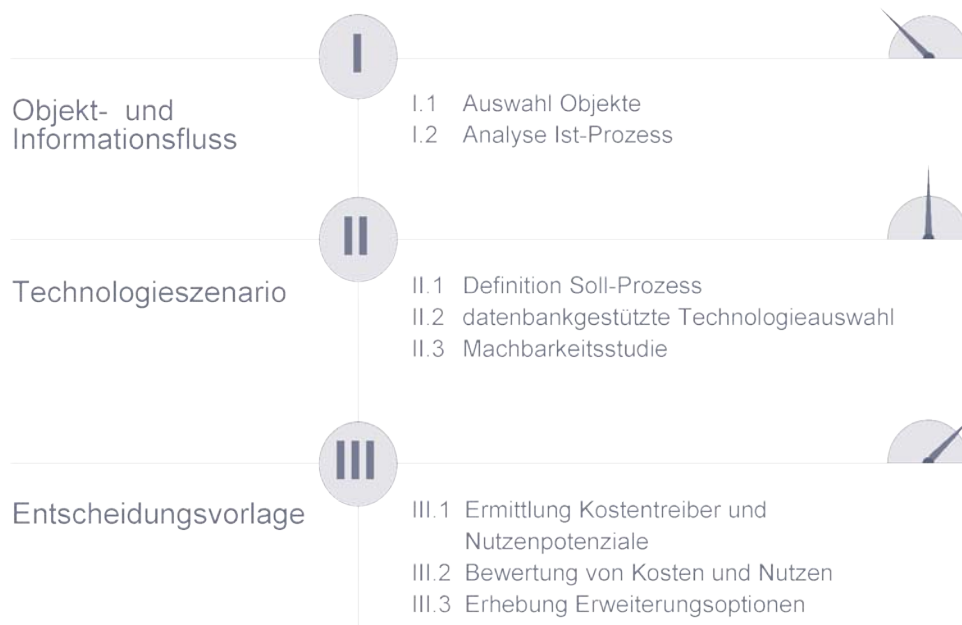 I
Objekt- und
Informationsfluss
I.1 Auswahl Objekte
I.2 Analyse Ist-Prozess
II
Technologieszenario
II.1 Definition Soll-Prozess
II.2 datenbankgestützte Technologieauswahl
II.3 Machbarkeitsstudie
III
Entscheidungsvorlage
III.1 Ermittlung Kostentreiber und
Nutzenpotenziale
III.2 Bewertung von Kosten und Nutzen
III.3 Erhebung Erweiterungsoptionen